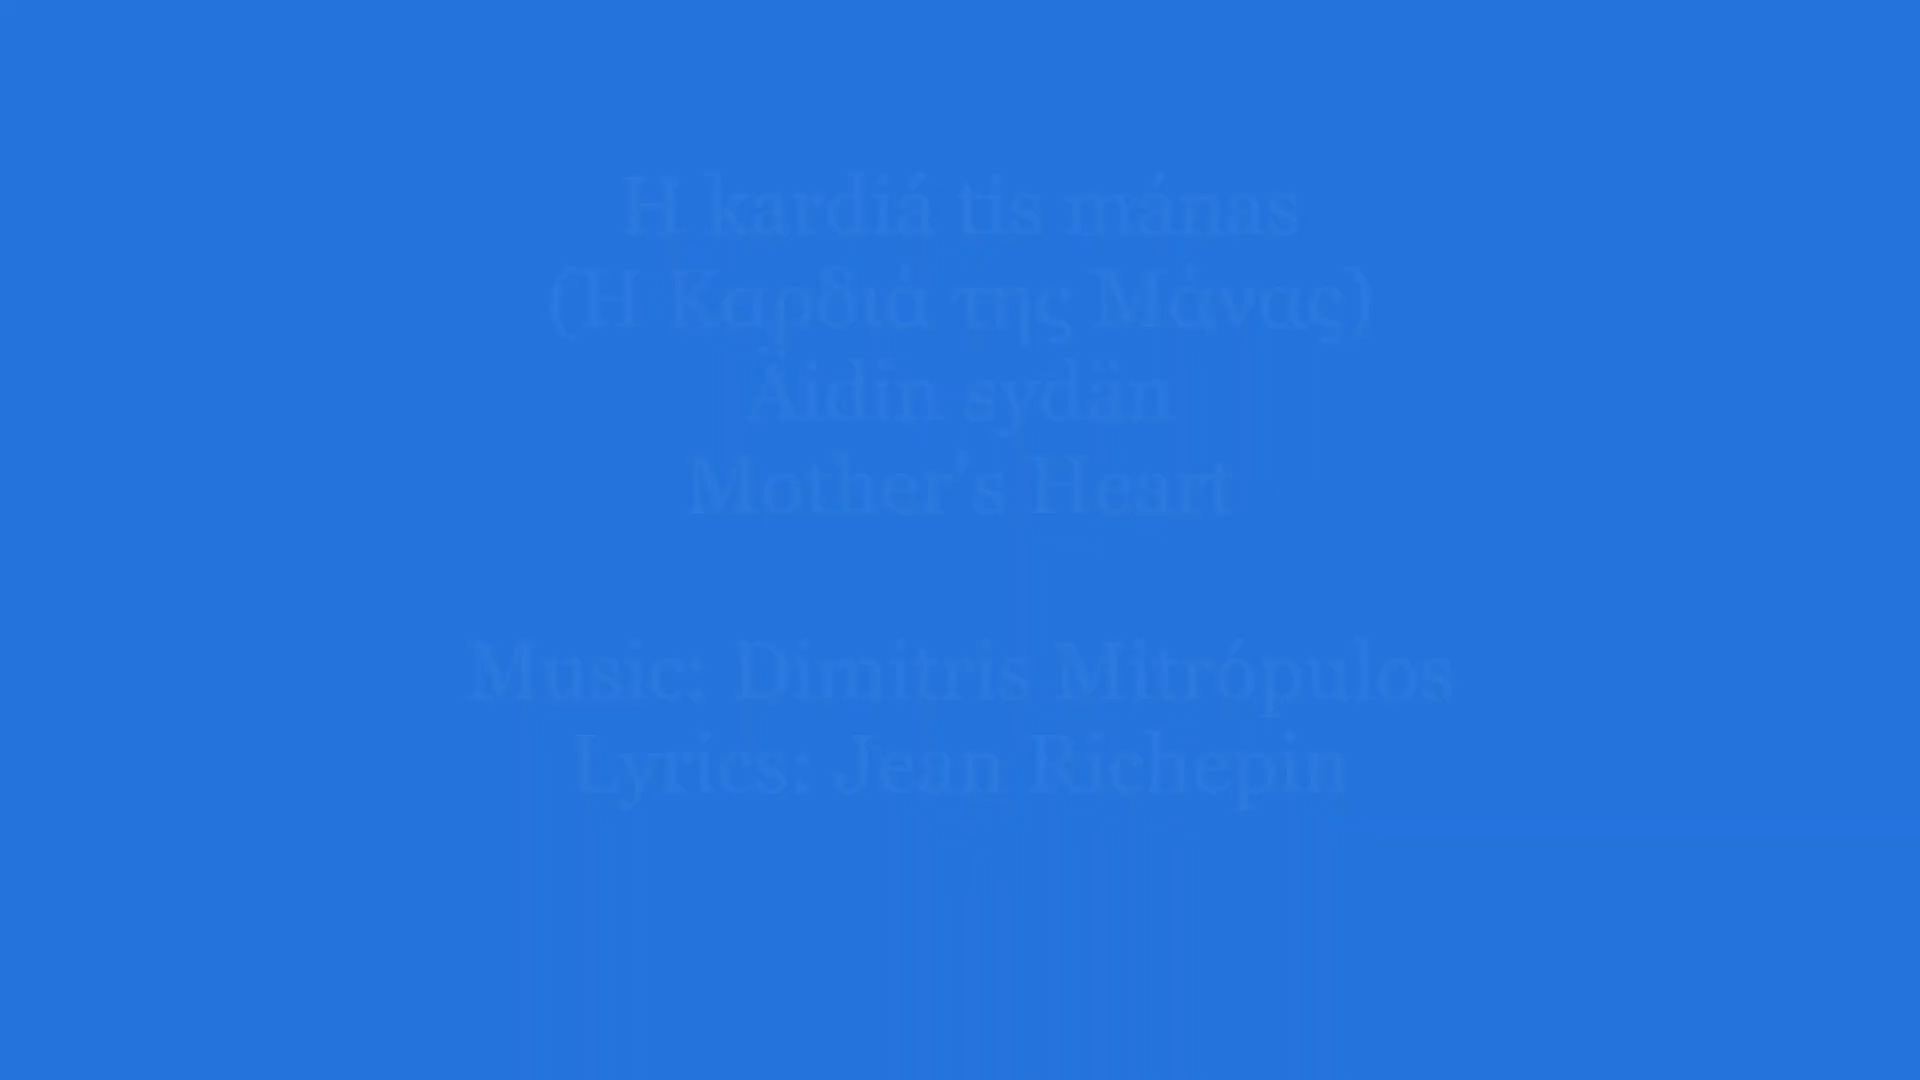 H kardiá tis mánas
(Η Καρδιά της Μάνας)
Äidin sydän
Mother's Heart
Music: Dimitris Mitrópulos
Lyrics: Jean Richepin